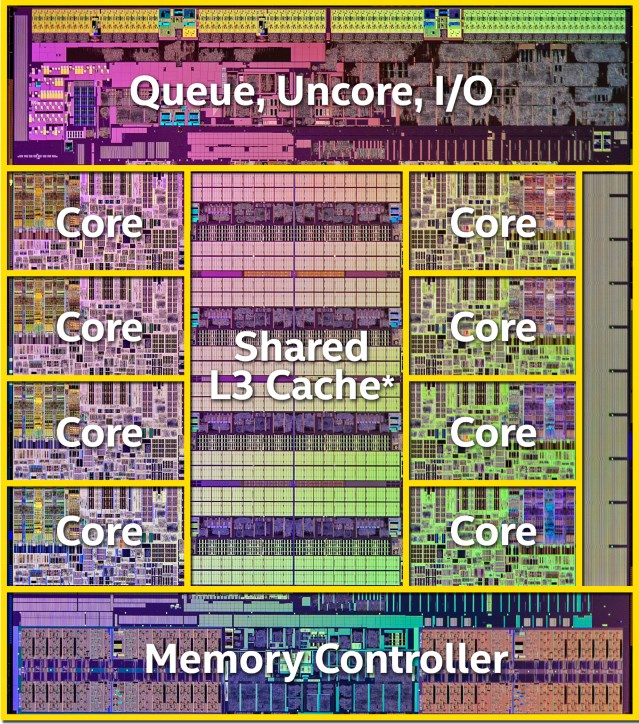 Queue, Uncore, I/O
Core
Core
Core
Core
Shared
L3 Cache*
Core
Core
Core
Core
Memory Controller